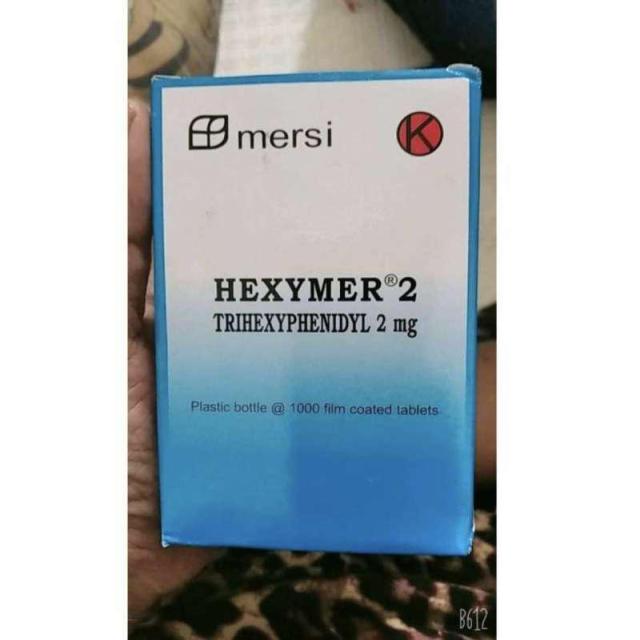 mersi
K
HEXYMER®2
TRIHEXYPHENIDYL 2 mg
Plastic bottle @ 1000 film coated tablets
B612